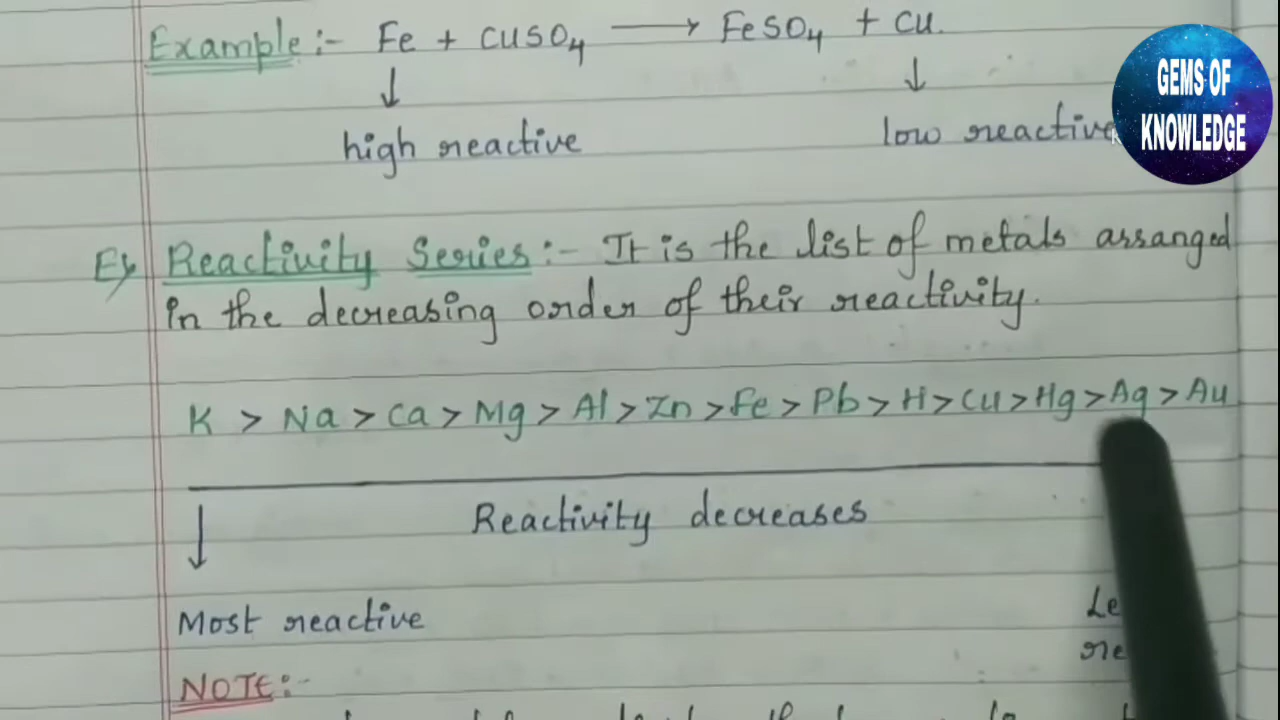 Example:- Fe + CuSO4 → FeSO4 + Cu.
GEMS OF
KNOWLEDGE
↓ ↓
high reactive low reactive
Ex Reactivity Series:- It is the list of metals arranged
in the decreasing order of their reactivity.
K > Na > Ca > Mg > Al > Zn > Fe > Pb > H > Cu > Hg > Ag > Au
Reactivity decreases
↓
Most reactive
NOTE:-